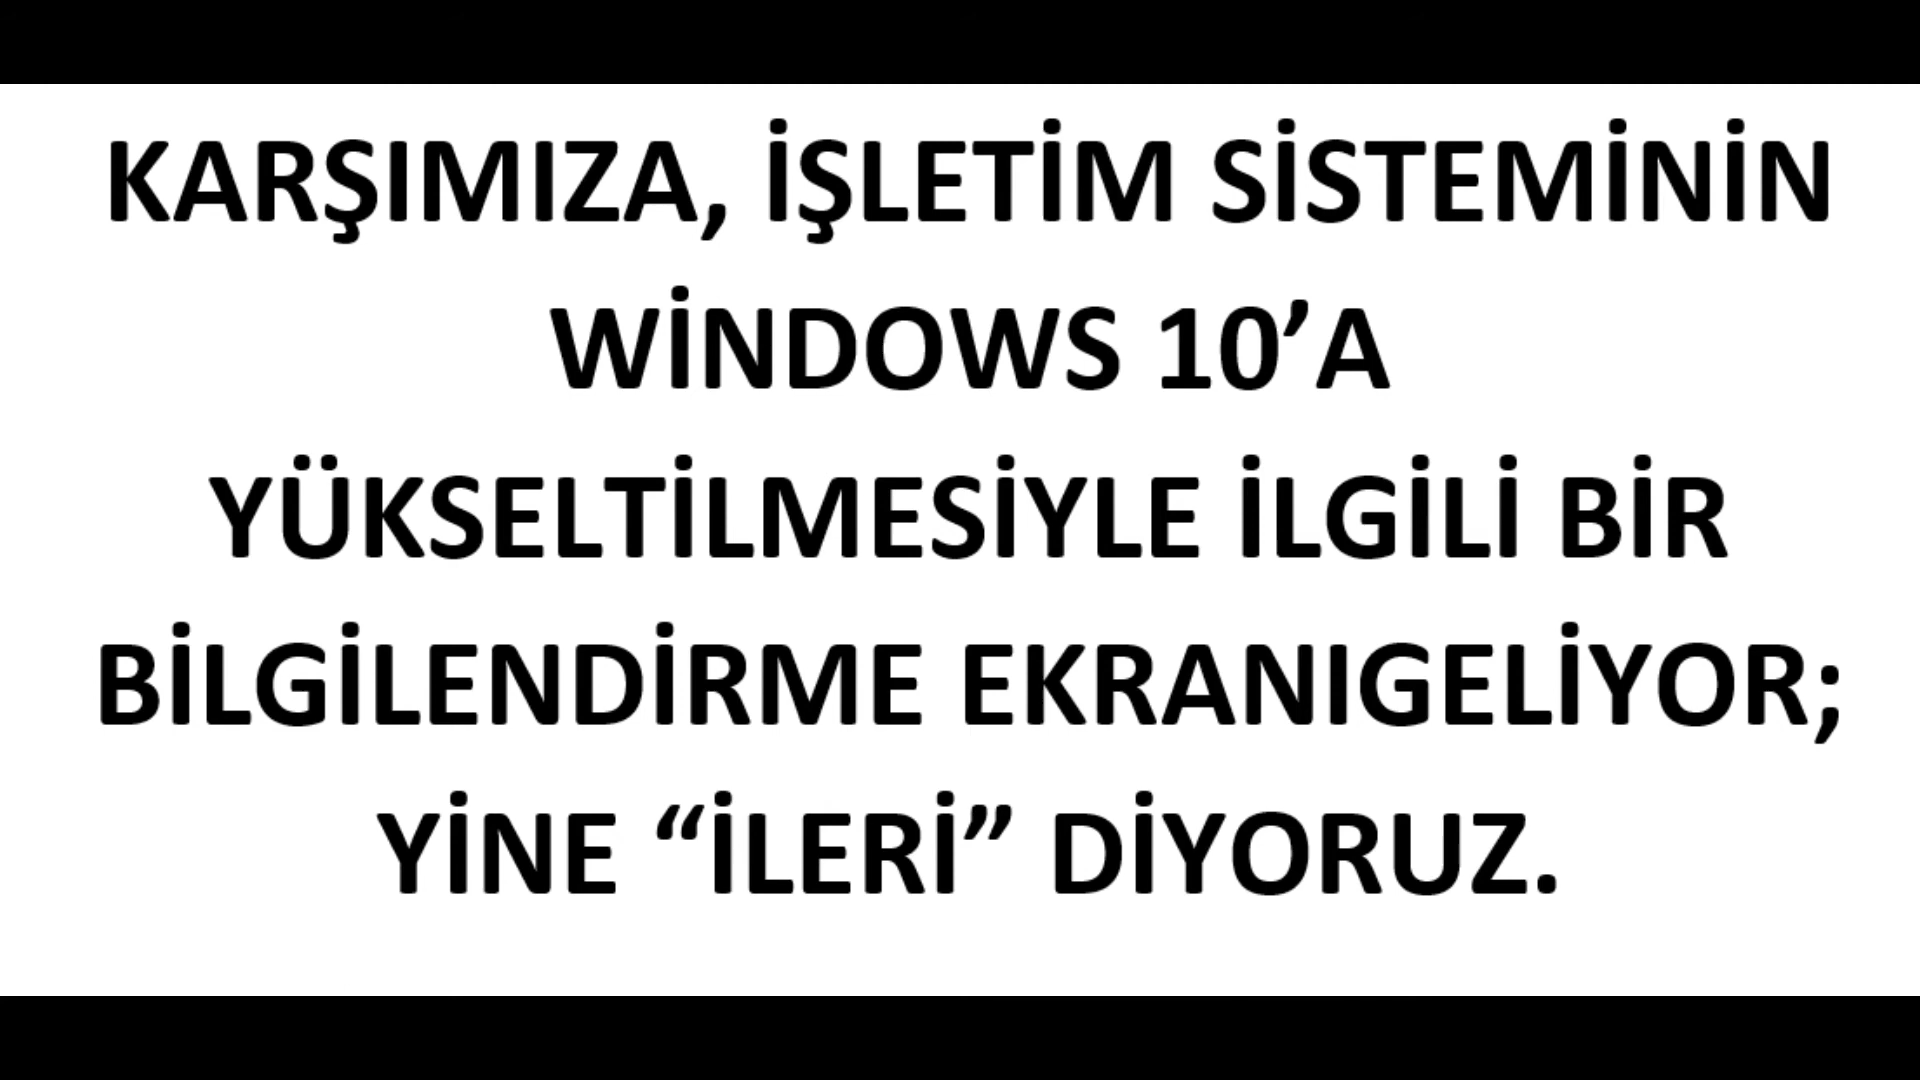 KARŞIMIZA, İŞLETİM SİSTEMİNİN
WİNDOWS 10’A
YÜKSELTİLMESİYLE İLGİLİ BİR
BİLGİLENDİRME EKRANIGELİYOR;
YİNE “İLERİ” DİYORUZ.